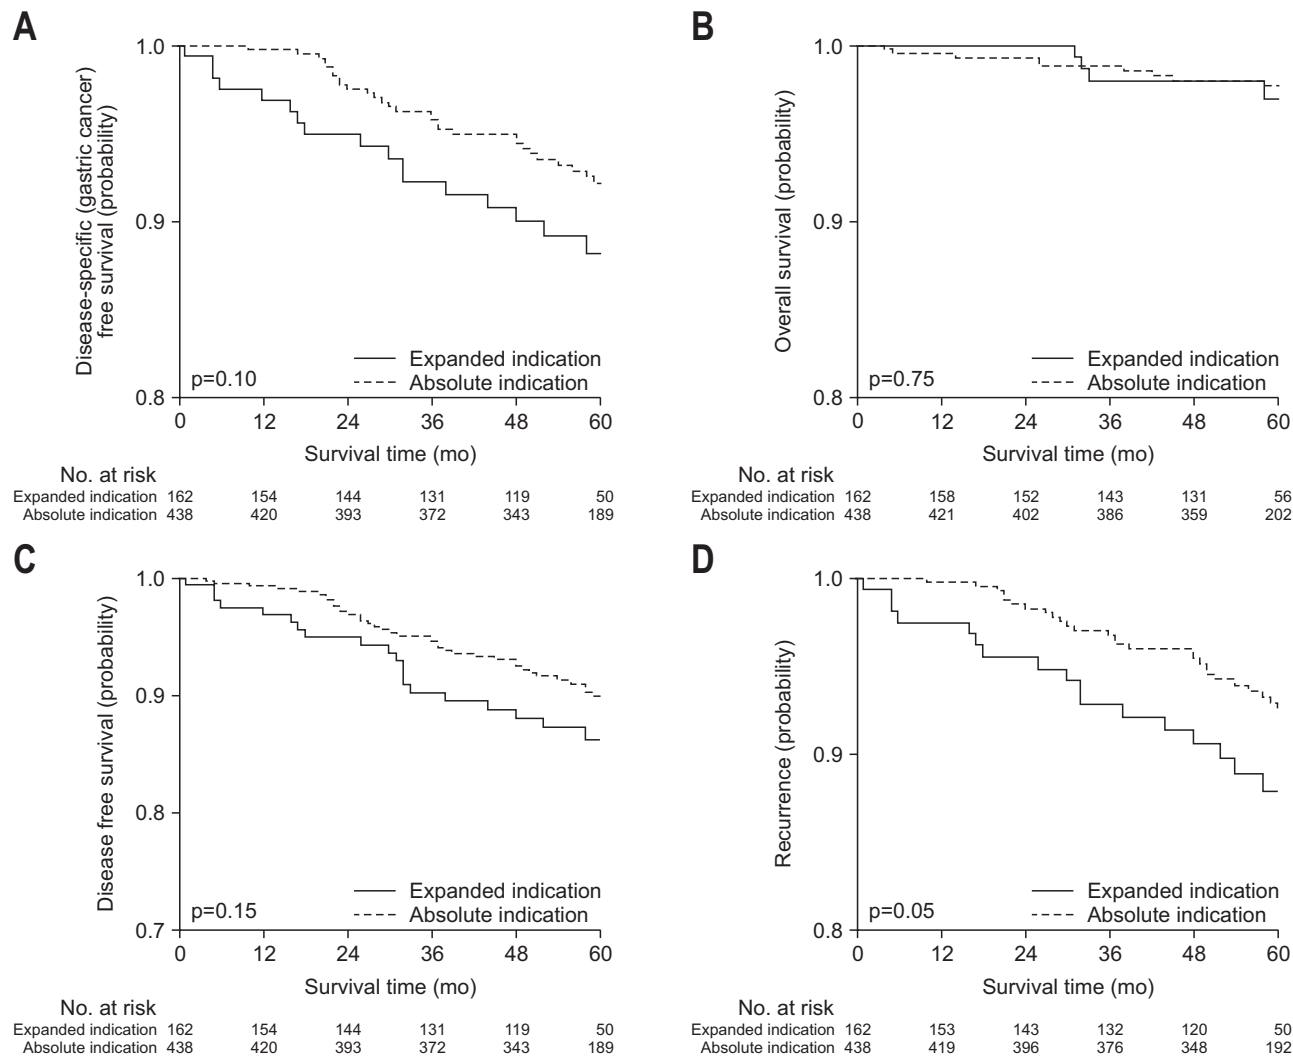 A
Disease-specific (gastric cancer)
free survival (probability)
1.0
0.9
0.8
p=0.10
Expanded indication
Absolute indication
0 12 24 36 48 60
Survival time (mo)
No. at risk
Expanded indication 162 154 144 131 119 50
Absolute indication 438 420 393 372 343 189
B
Overall survival (probability)
1.0
0.9
0.8
p=0.75
Expanded indication
Absolute indication
0 12 24 36 48 60
Survival time (mo)
No. at risk
Expanded indication 162 158 152 143 131 56
Absolute indication 438 421 402 386 359 202
C
Disease free survival (probability)
1.0
0.9
0.8
0.7
p=0.15
Expanded indication
Absolute indication
0 12 24 36 48 60
Survival time (mo)
No. at risk
Expanded indication 162 154 144 131 119 50
Absolute indication 438 420 393 372 343 189
D
Recurrence (probability)
1.0
0.9
0.8
p=0.05
Expanded indication
Absolute indication
0 12 24 36 48 60
Survival time (mo)
No. at risk
Expanded indication 162 153 143 132 120 50
Absolute indication 438 419 396 376 348 192